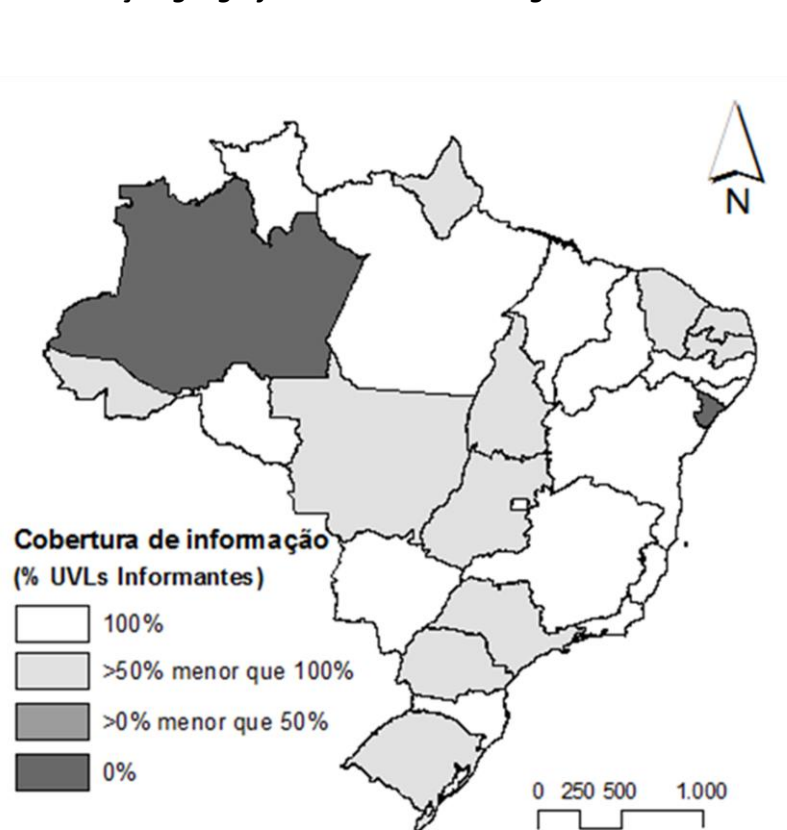 N
Cobertura de informação
(% UVLs Informantes)
100%
>50% menor que 100%
>0% menor que 50%
0%
0 250 500 1.000